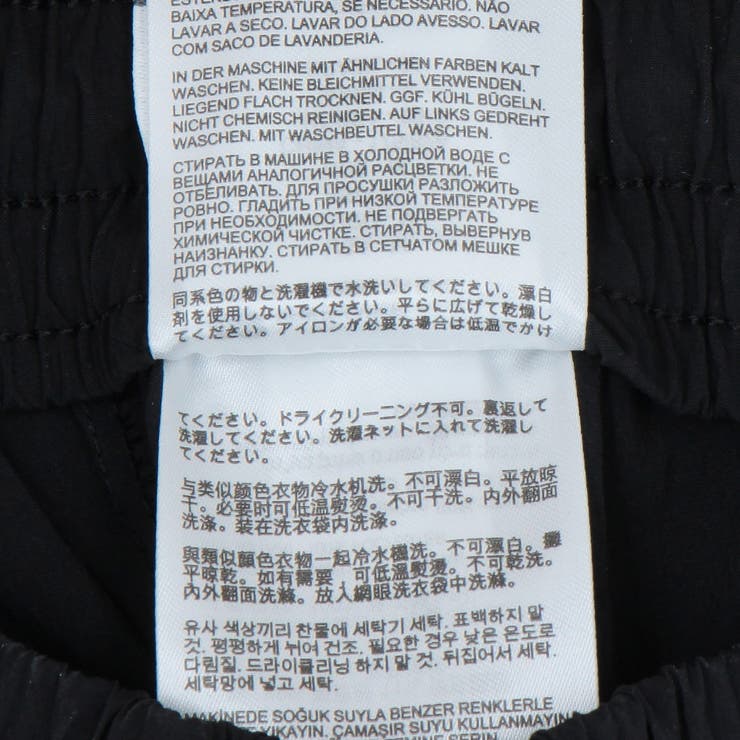 BAIXA TEMPERATURA, SE NECESSÁRIO. NÃO
LAVAR A SECO. LAVAR DO LADO AVESSO. LAVAR
COM SACO DE LAVANDERIA.
IN DER MASCHINE MIT ÄHNLICHEN FARBEN KALT
WASCHEN. KEINE BLEICHMITTEL VERWENDEN.
LIEGEND FLACH TROCKNEN. GGF. KÜHL BÜGELN.
NICHT CHEMISCH REINIGEN. AUF LINKS GEDREHT
WASCHEN. MIT WASCHBEUTEL WASCHEN.
СТИРАТЬ В МАШИНЕ В ХОЛОДНОЙ ВОДЕ С
ВЕЩАМИ АНАЛОГИЧНОЙ РАСЦВЕТКИ. НЕ
ОТБЕЛИВАТЬ. ДЛЯ ПРОСУШКИ РАЗЛОЖИТЬ
РОВНО. ГЛАДИТЬ ПРИ НИЗКОЙ ТЕМПЕРАТУРЕ
ПРИ НЕОБХОДИМОСТИ. НЕ ПОДВЕРГАТЬ
ХИМИЧЕСКОЙ ЧИСТКЕ. СТИРАТЬ, ВЫВЕРНУВ
НАИЗНАНКУ. СТИРАТЬ В СЕТЧАТОМ МЕШКЕ
ДЛЯ СТИРКИ.
同系色の物と洗濯機で水洗いしてください。漂白
剤を使用しないでください。平らに広げて乾燥し
てください。アイロンが必要な場合は低温でかけ
てください。ドライクリーニング不可。裏返して
洗濯してください。洗濯ネットに入れて洗濯し
てください。
与类似颜色衣物冷水机洗。不可漂白。平放晾
干。必要时可低温熨烫。不可干洗。内外翻面
洗涤。装在洗衣袋内洗涤。
與類似顏色衣物一起冷水機洗。不可漂白。攤
平晾乾。如有需要，可低溫熨燙。不可乾洗。
內外翻面洗滌。放入網眼洗衣袋中洗滌。
유사 색상끼리 찬물에 세탁기 세탁. 표백하지 말
것. 평평하게 뉘여 건조. 필요한 경우 낮은 온도로
다림질. 드라이클리닝 하지 말 것. 뒤집어서 세탁.
세탁망에 넣고 세탁.
MAKİNEDE SOĞUK SUYLA BENZER RENKLERLE
YIKAYIN. ÇAMAŞIR SUYU KULLANMAYIN
SERME